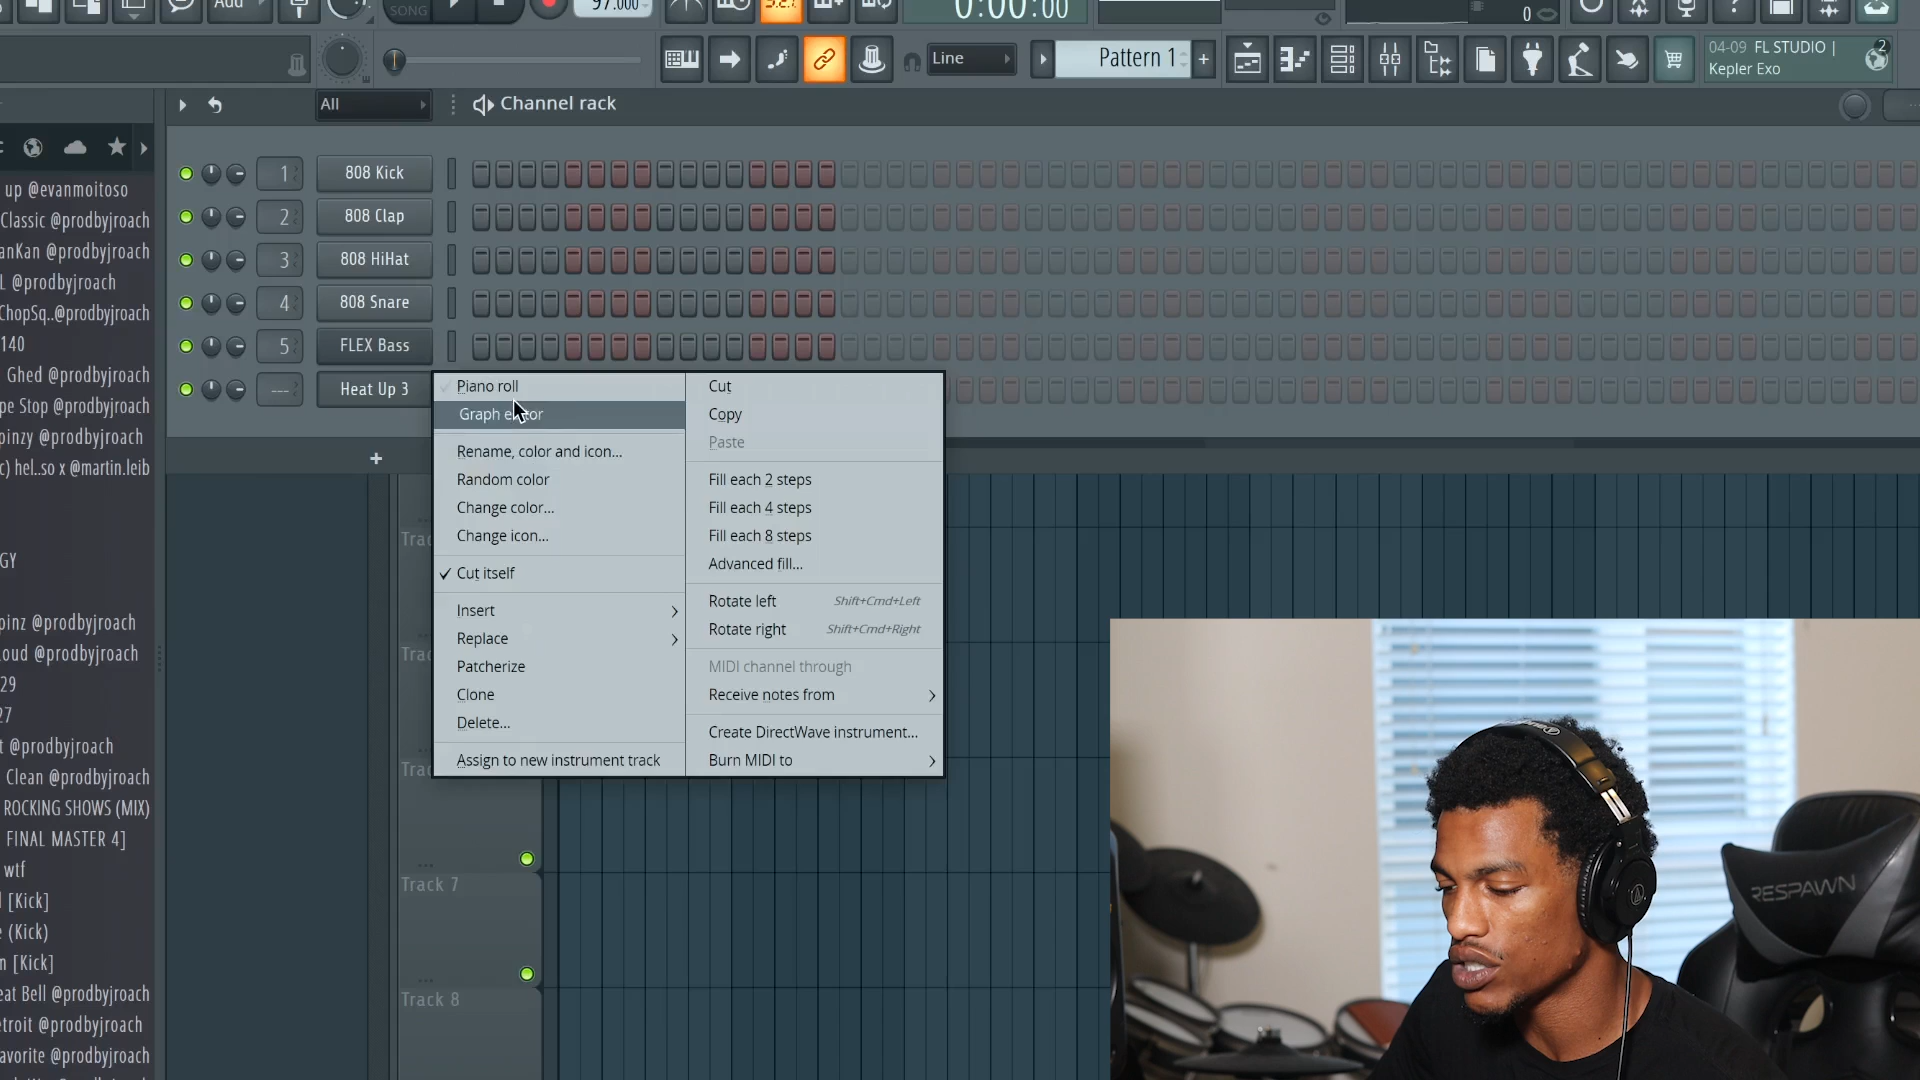 Add
SONG
97.000
3.2.1
0:00:00
0
Line
Pattern 1
+
04-09 FL STUDIO |
Kepler Exo
2
All
Channel rack
up @evanmoitoso
Classic @prodbyjroach
anKan @prodbyjroach
L @prodbyjroach
ChopSq..@prodbyjroach
140
Ghed @prodbyjroach
pe Stop @prodbyjroach
pinzy @prodbyjroach
c) hel..so x @martin.leib
GY
pinz @prodbyjroach
oud @prodbyjroach
29
27
t @prodbyjroach
Clean @prodbyjroach
ROCKING SHOWS (MIX)
FINAL MASTER 4]
wtf
l [Kick]
e (Kick)
m [Kick]
eat Bell @prodbyjroach
etroit @prodbyjroach
avorite @prodbyjroach
1 808 Kick
2 808 Clap
3 808 HiHat
4 808 Snare
5 FLEX Bass
--- Heat Up 3
+
Piano roll
Graph editor
Rename, color and icon...
Random color
Change color...
Change icon...
Cut itself
Insert
Replace
Patcherize
Clone
Delete...
Assign to new instrument track
Cut
Copy
Paste
Fill each 2 steps
Fill each 4 steps
Fill each 8 steps
Advanced fill...
Rotate left Shift+Cmd+Left
Rotate right Shift+Cmd+Right
MIDI channel through
Receive notes from
Create DirectWave instrument...
Burn MIDI to
Trac
Trac
Trac
Track 7
Track 8
RESPAWN